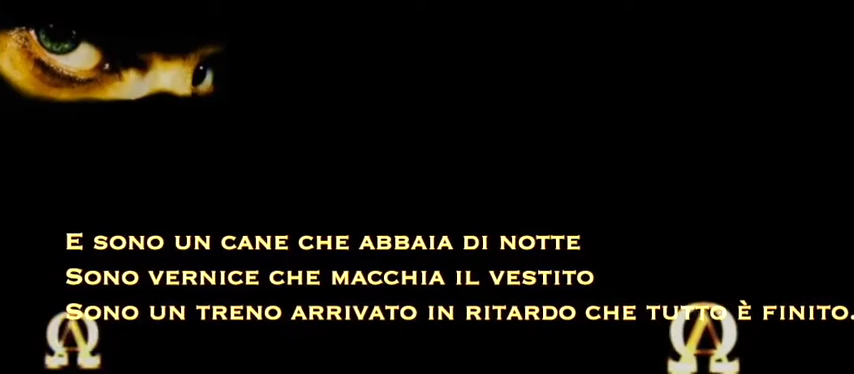 E sono un cane che abbaia di notte
Sono vernice che macchia il vestito
Sono un treno arrivato in ritardo che tutto è finito.